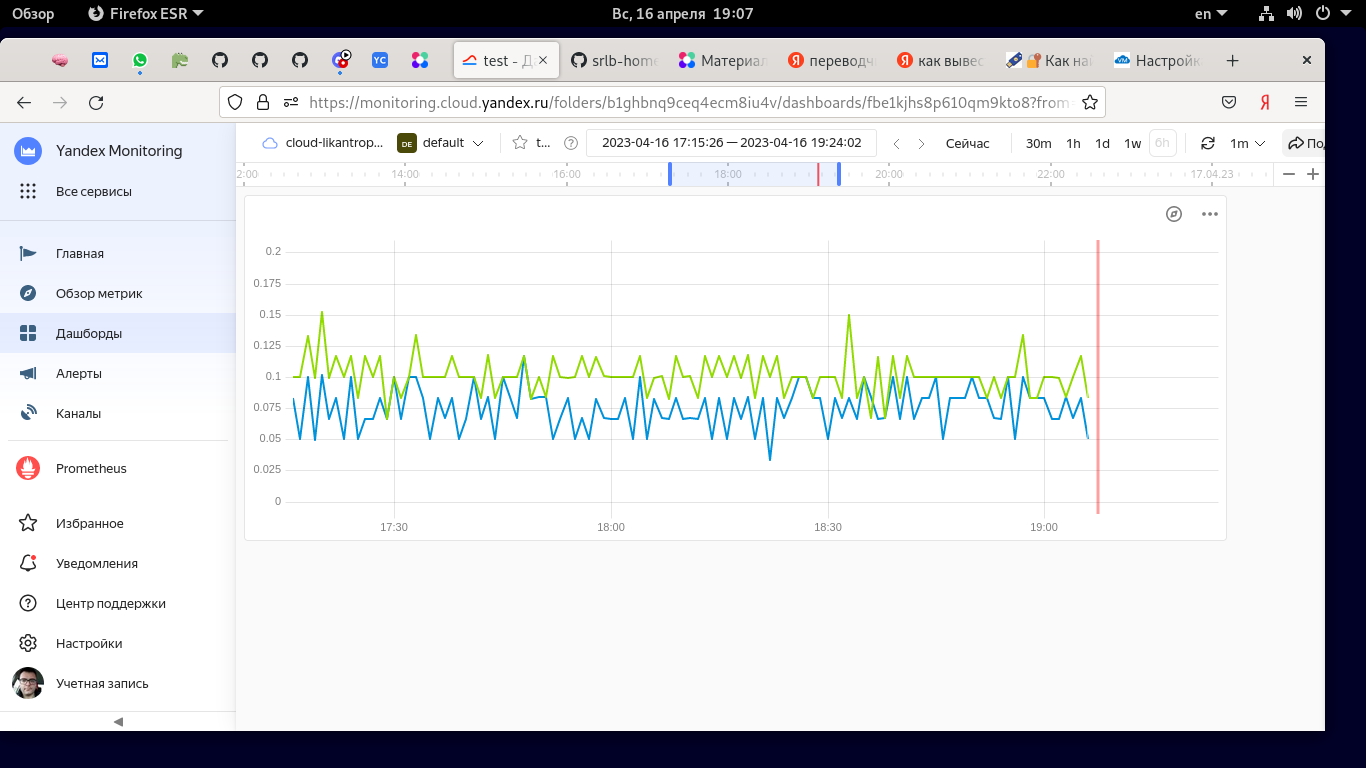 Обзор Firefox ESR Вс, 16 апреля 19:07 en
YC test - Д srlb-home Материал переводч как вывес Как на Настройк
https://monitoring.cloud.yandex.ru/folders/b1ghbnq9ceq4ecm8iu4v/dashboards/fbe1kjhs8p610qm9kto8?from=
Yandex Monitoring
cloud-likantrop... DE default t... 2023-04-16 17:15:26 — 2023-04-16 19:24:02 Сейчас 30m 1h 1d 1w 6h 1m Под
2:00 14:00 16:00 18:00 20:00 22:00 17.04.23
Все сервисы
Главная
Обзор метрик
Дашборды
Алерты
Каналы
Prometheus
Избранное
Уведомления
Центр поддержки
Настройки
Учетная запись
0.2
0.175
0.15
0.125
0.1
0.075
0.05
0.025
0
17:30 18:00 18:30 19:00